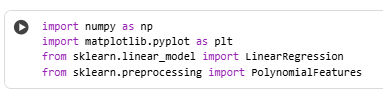 import numpy as np
import matplotlib.pyplot as plt
from sklearn.linear_model import LinearRegression
from sklearn.preprocessing import PolynomialFeatures